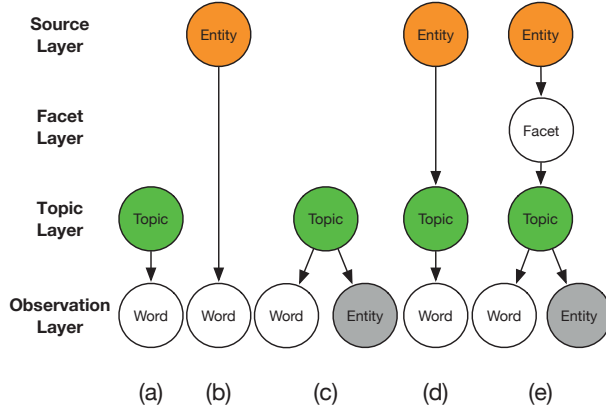 Source
Layer
Entity
Entity
Entity
Facet
Layer
Facet
Topic
Layer
Topic
Topic
Topic
Topic
Observation
Layer
Word
Word
Word
Entity
Word
Word
Entity
(a)
(b)
(c)
(d)
(e)